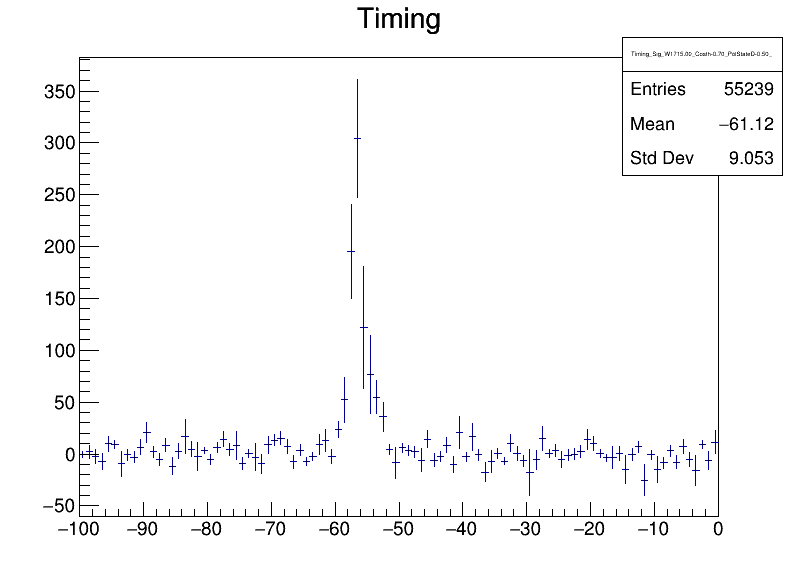 Timing
Timing_Sig_W1715.00_Costh-0.70_PolStateD-0.50_
Entries 55239
Mean −61.12
Std Dev 9.053
350
300
250
200
150
100
50
0
−50
−100 −90 −80 −70 −60 −50 −40 −30 −20 −10 0